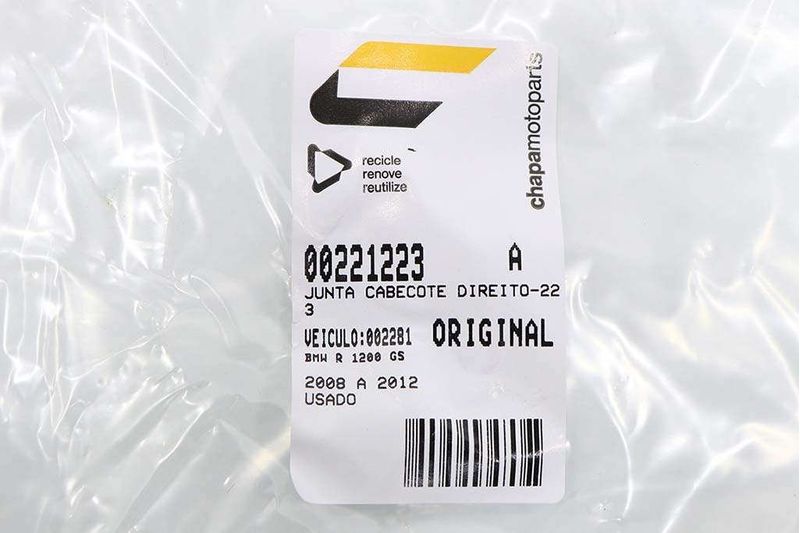 chapamotoparts
recicle
renove
reutilize
00221223 A
JUNTA CABECOTE DIREITO-22
3
VEICULO:002281 ORIGINAL
BMW R 1200 GS
2008 A 2012
USADO